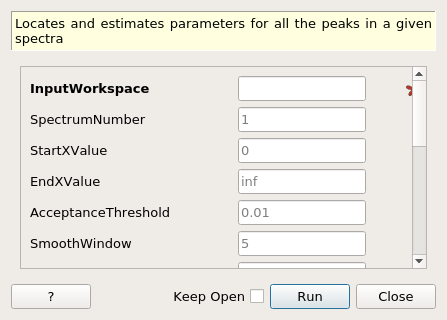 Locates and estimates parameters for all the peaks in a given
spectra
InputWorkspace
SpectrumNumber 1
StartXValue 0
EndXValue inf
AcceptanceThreshold 0.01
SmoothWindow 5
? Keep Open Run Close